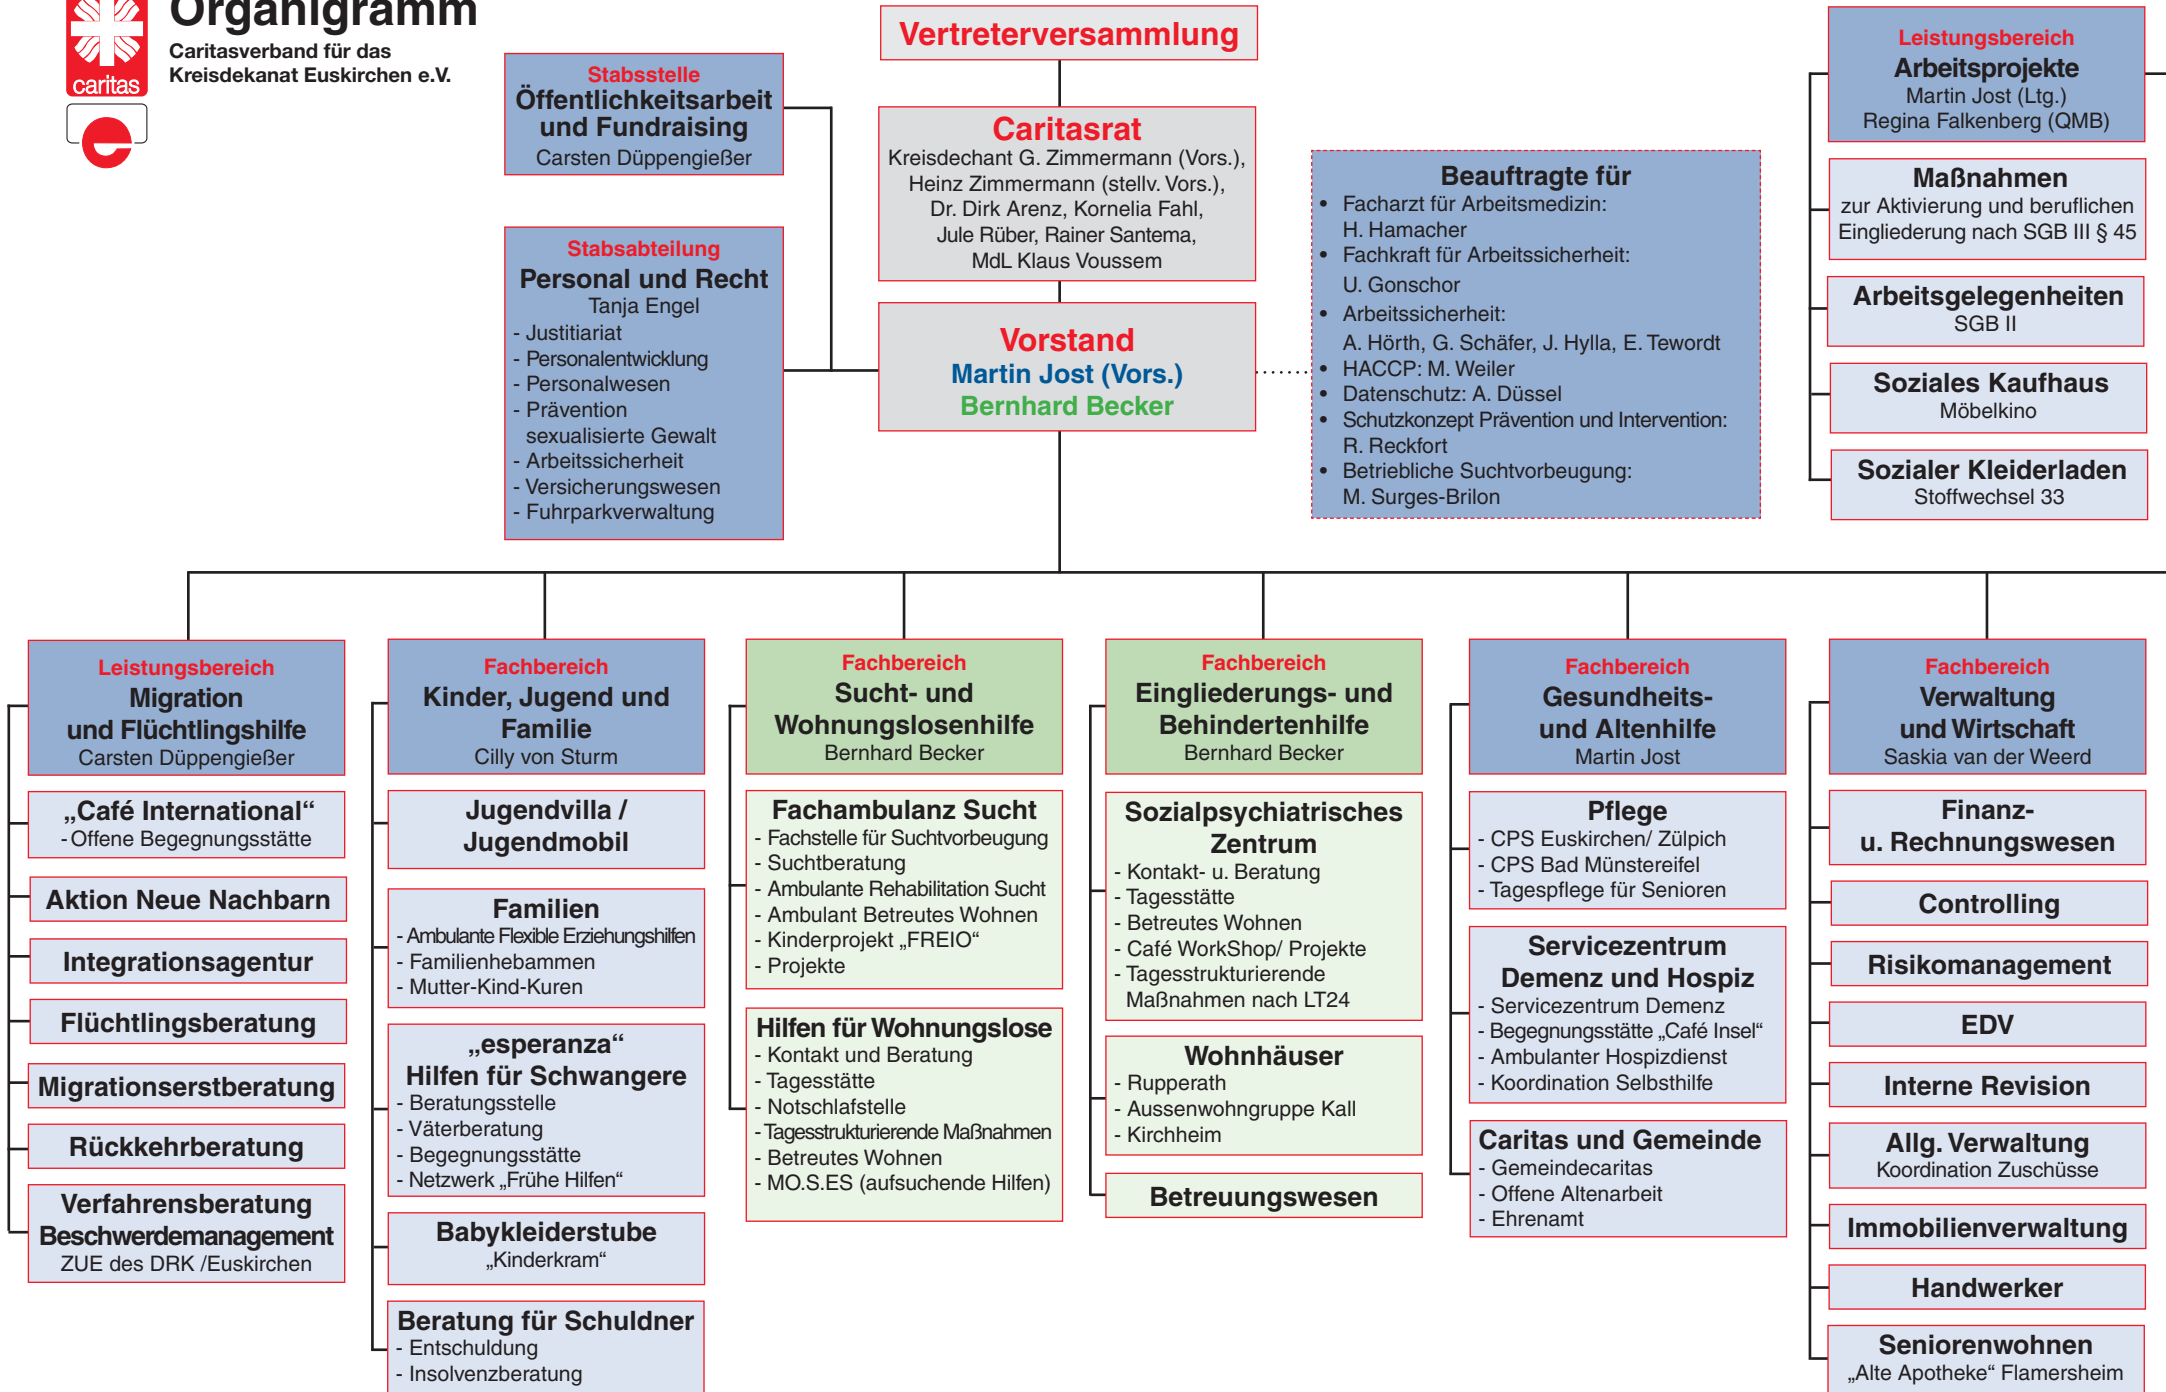 Organigramm
Caritasverband für das
Kreisdekanat Euskirchen e.V.
caritas
e
Stabsstelle
Öffentlichkeitsarbeit
und Fundraising
Carsten Düppengießer
Stabsabteilung
Personal und Recht
Tanja Engel
- Justitiariat
- Personalentwicklung
- Personalwesen
- Prävention
sexualisierte Gewalt
- Arbeitssicherheit
- Versicherungswesen
- Fuhrparkverwaltung
Vertreterversammlung
Caritasrat
Kreisdechant G. Zimmermann (Vors.),
Heinz Zimmermann (stellv. Vors.),
Dr. Dirk Arenz, Kornelia Fahl,
Jule Rüber, Rainer Santema,
MdL Klaus Voussem
Vorstand
Martin Jost (Vors.)
Bernhard Becker
Beauftragte für
• Facharzt für Arbeitsmedizin:
H. Hamacher
• Fachkraft für Arbeitssicherheit:
U. Gonschor
• Arbeitssicherheit:
A. Hörth, G. Schäfer, J. Hylla, E. Tewordt
• HACCP: M. Weiler
• Datenschutz: A. Düssel
• Schutzkonzept Prävention und Intervention:
R. Reckfort
• Betriebliche Suchtvorbeugung:
M. Surges-Brilon
Leistungsbereich
Arbeitsprojekte
Martin Jost (Ltg.)
Regina Falkenberg (QMB)
Maßnahmen
zur Aktivierung und beruflichen
Eingliederung nach SGB III § 45
Arbeitsgelegenheiten
SGB II
Soziales Kaufhaus
Möbelkino
Sozialer Kleiderladen
Stoffwechsel 33
Leistungsbereich
Migration
und Flüchtlingshilfe
Carsten Düppengießer
„Café International“
- Offene Begegnungsstätte
Aktion Neue Nachbarn
Integrationsagentur
Flüchtlingsberatung
Migrationserstberatung
Rückkehrberatung
Verfahrensberatung
Beschwerdemanagement
ZUE des DRK /Euskirchen
Fachbereich
Kinder, Jugend und
Familie
Cilly von Sturm
Jugendvilla /
Jugendmobil
Familien
- Ambulante Flexible Erziehungshilfen
- Familienhebammen
- Mutter-Kind-Kuren
„esperanza“
Hilfen für Schwangere
- Beratungsstelle
- Väterberatung
- Begegnungsstätte
- Netzwerk „Frühe Hilfen“
Babykleiderstube
„Kinderkram“
Beratung für Schuldner
- Entschuldung
- Insolvenzberatung
Fachbereich
Sucht- und
Wohnungslosenhilfe
Bernhard Becker
Fachambulanz Sucht
- Fachstelle für Suchtvorbeugung
- Suchtberatung
- Ambulante Rehabilitation Sucht
- Ambulant Betreutes Wohnen
- Kinderprojekt „FREIO“
- Projekte
Hilfen für Wohnungslose
- Kontakt und Beratung
- Tagesstätte
- Notschlafstelle
- Tagesstrukturierende Maßnahmen
- Betreutes Wohnen
- MO.S.ES (aufsuchende Hilfen)
Fachbereich
Eingliederungs- und
Behindertenhilfe
Bernhard Becker
Sozialpsychiatrisches
Zentrum
- Kontakt- u. Beratung
- Tagesstätte
- Betreutes Wohnen
- Café WorkShop/ Projekte
- Tagesstrukturierende
Maßnahmen nach LT24
Wohnhäuser
- Rupperath
- Aussenwohngruppe Kall
- Kirchheim
Betreuungswesen
Fachbereich
Gesundheits-
und Altenhilfe
Martin Jost
Pflege
- CPS Euskirchen/ Zülpich
- CPS Bad Münstereifel
- Tagespflege für Senioren
Servicezentrum
Demenz und Hospiz
- Servicezentrum Demenz
- Begegnungsstätte „Café Insel“
- Ambulanter Hospizdienst
- Koordination Selbsthilfe
Caritas und Gemeinde
- Gemeindecaritas
- Offene Altenarbeit
- Ehrenamt
Fachbereich
Verwaltung
und Wirtschaft
Saskia van der Weerd
Finanz-
u. Rechnungswesen
Controlling
Risikomanagement
EDV
Interne Revision
Allg. Verwaltung
Koordination Zuschüsse
Immobilienverwaltung
Handwerker
Seniorenwohnen
„Alte Apotheke“ Flamersheim